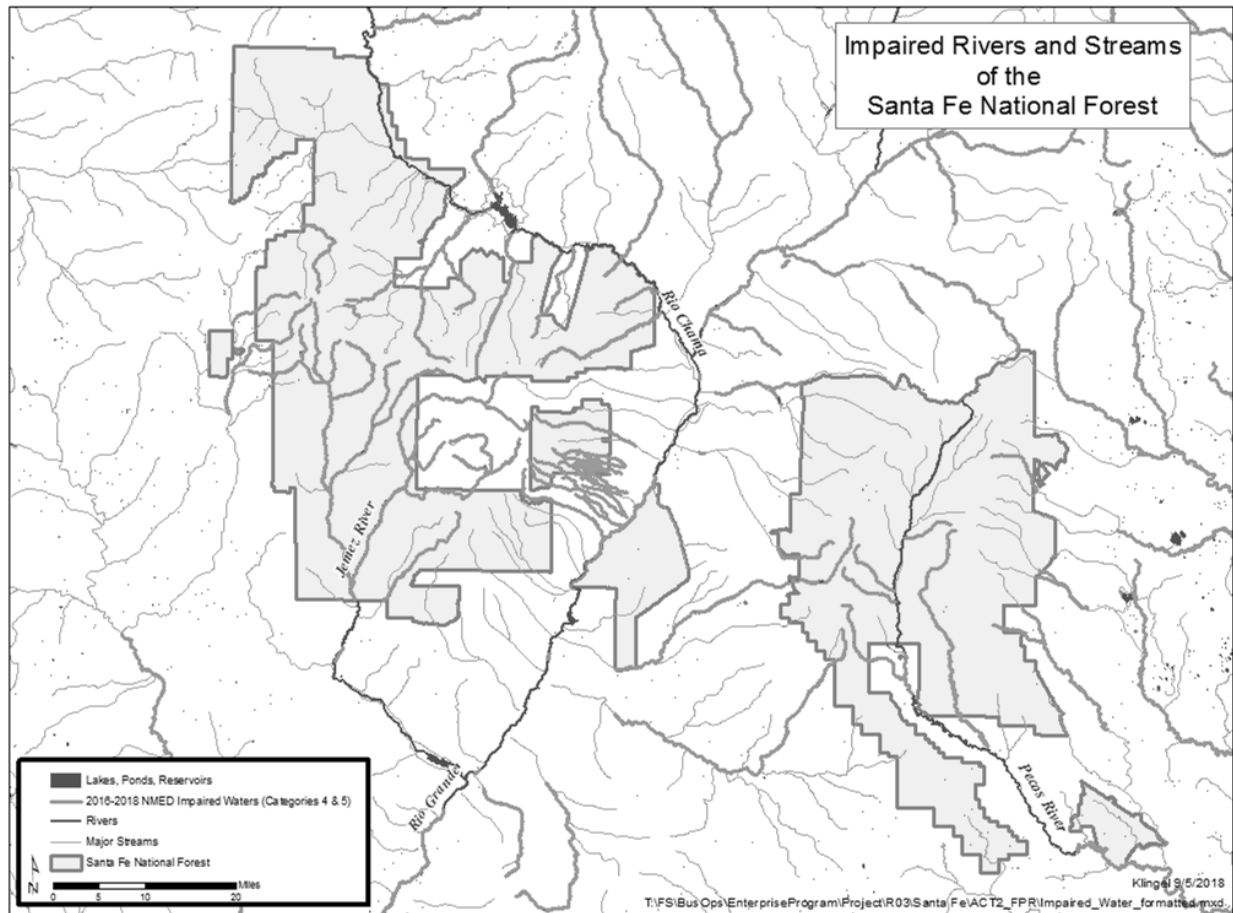 Impaired Rivers and Streams
of the
Santa Fe National Forest
Rio Chama
Jemez River
Rio Grande
Pecos River
Lakes, Ponds, Reservoirs
2016-2018 NMED Impaired Waters (Categories 4 & 5)
Rivers
Major Streams
Santa Fe National Forest
N
Miles
0 5 10 20
Klingel 9/5/2018
T:\FS\BusOps\EnterpriseProgram\Project\R03\Santa Fe\ACT2_FPR\Impaired_Water_formatted.mxd